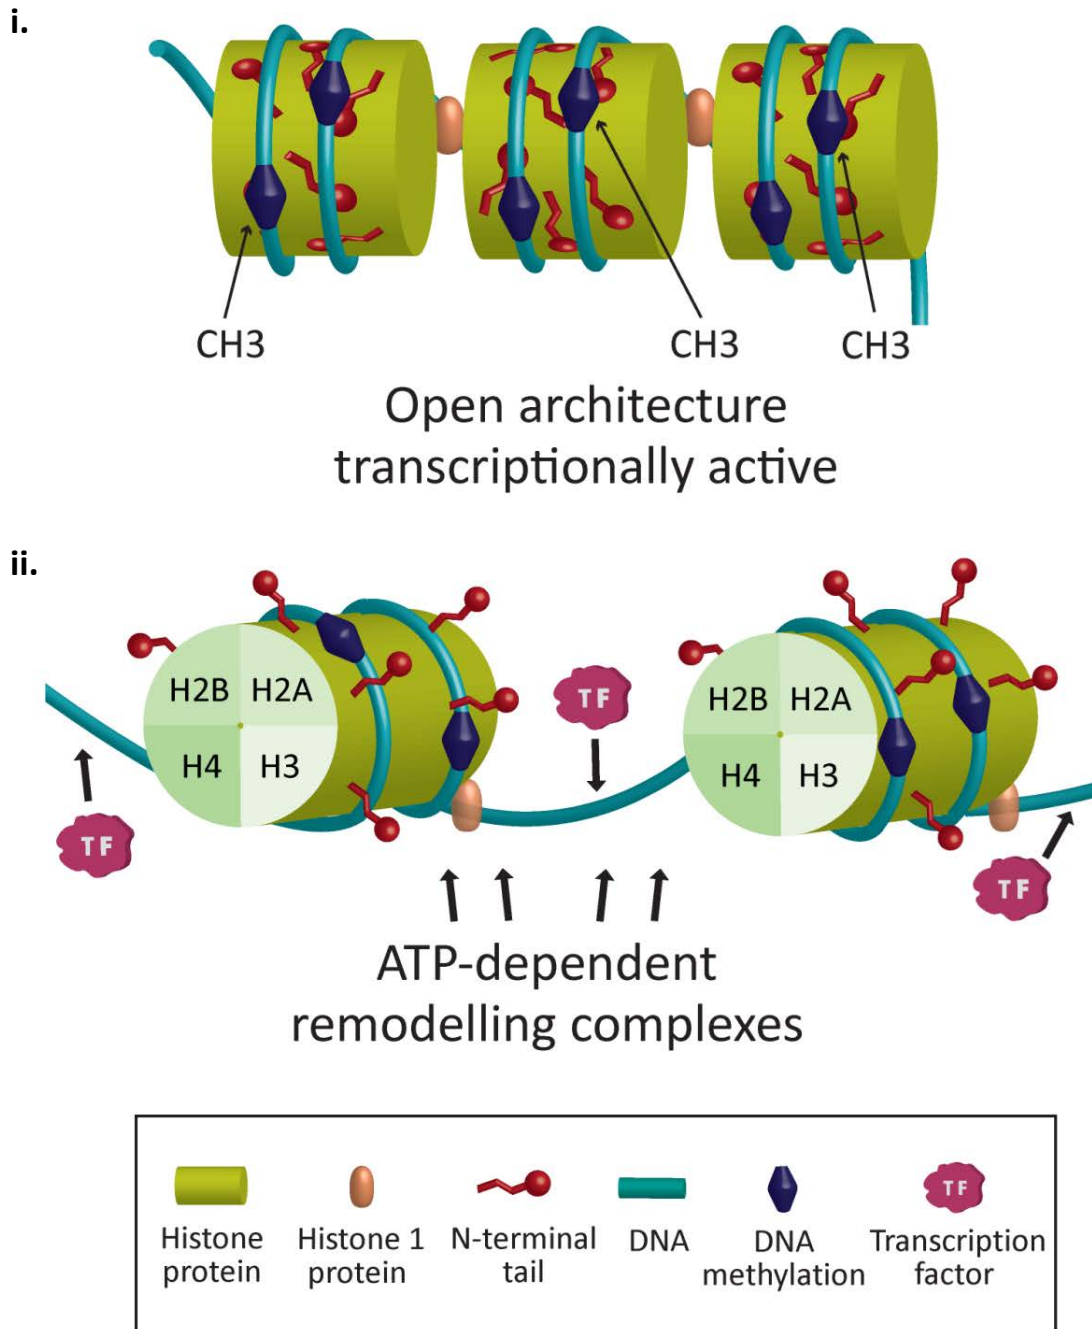 i.
CH3
CH3
CH3
Open architecture
transcriptionally active
ii.
H2B H2A
H4 H3
TF
H2B H2A
H4 H3
TF
TF
ATP-dependent
remodelling complexes
TF
Histone
protein
Histone 1
protein
N-terminal
tail
DNA
DNA
methylation
Transcription
factor